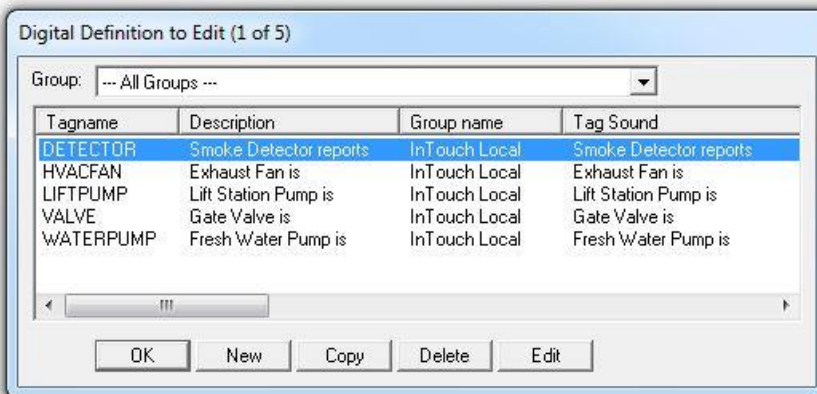 Digital Definition to Edit (1 of 5)
Group: --- All Groups ---
Tagname Description Group name Tag Sound
DETECTOR Smoke Detector reports InTouch Local Smoke Detector reports
HVACFAN Exhaust Fan is InTouch Local Exhaust Fan is
LIFTPUMP Lift Station Pump is InTouch Local Lift Station Pump is
VALVE Gate Valve is InTouch Local Gate Valve is
WATERPUMP Fresh Water Pump is InTouch Local Fresh Water Pump is
OK New Copy Delete Edit